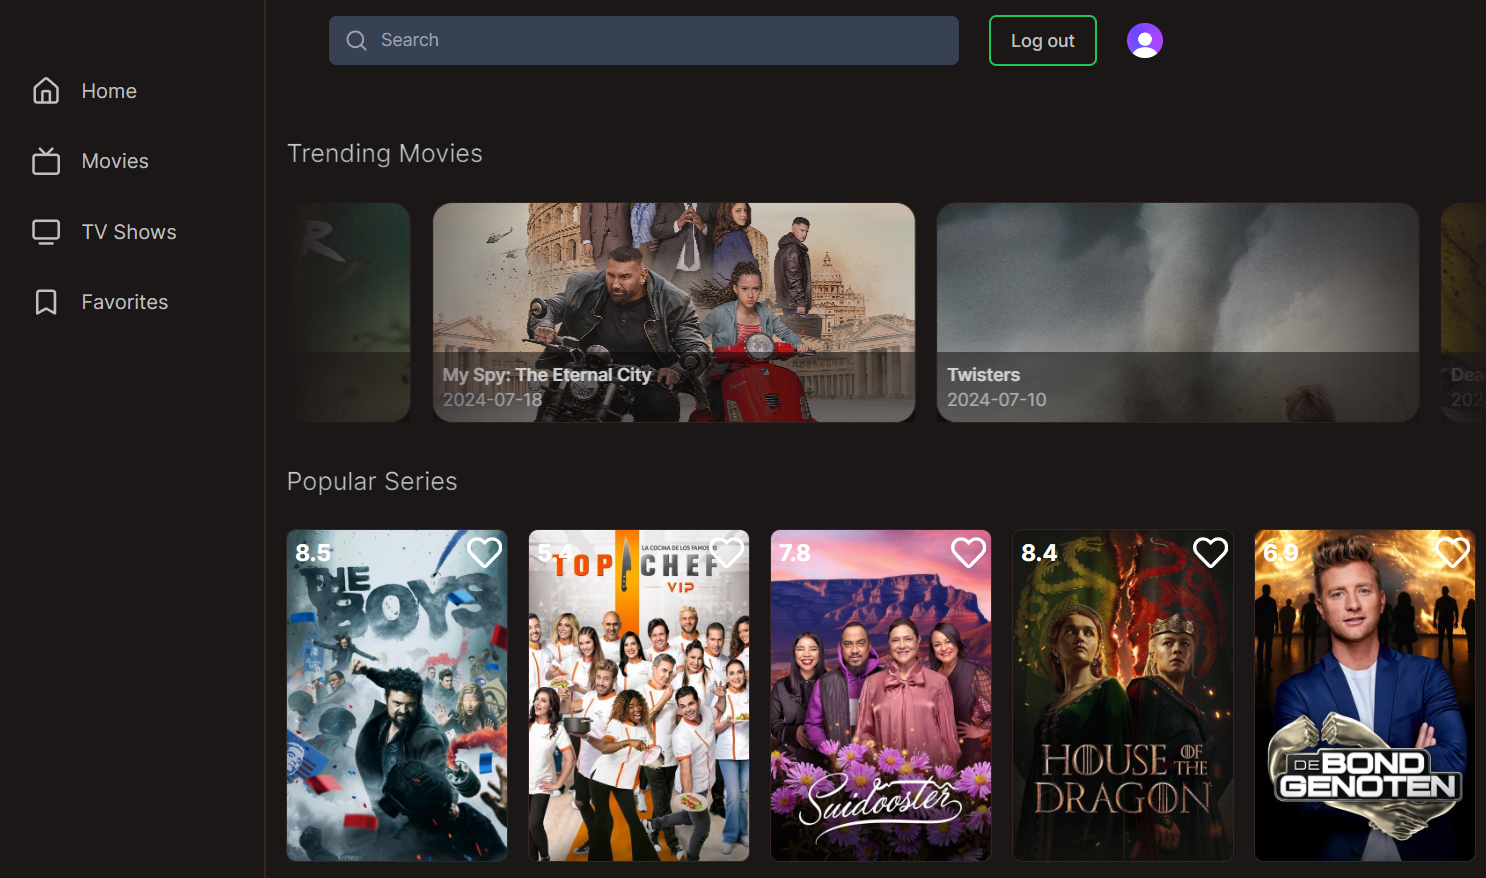 Search
Log out
Home
Movies
TV Shows
Favorites
Trending Movies
R
My Spy: The Eternal City
2024-07-18
Twisters
2024-07-10
Dea
202
Popular Series
8.5
THE
BOYS
5.4
LA COCINA DE LOS FAMOSOS
TOP CHEF
VIP
7.8
Suidooster
8.4
HOUSE OF THE
DRAGON
6.9
DE BOND
GENOTEN